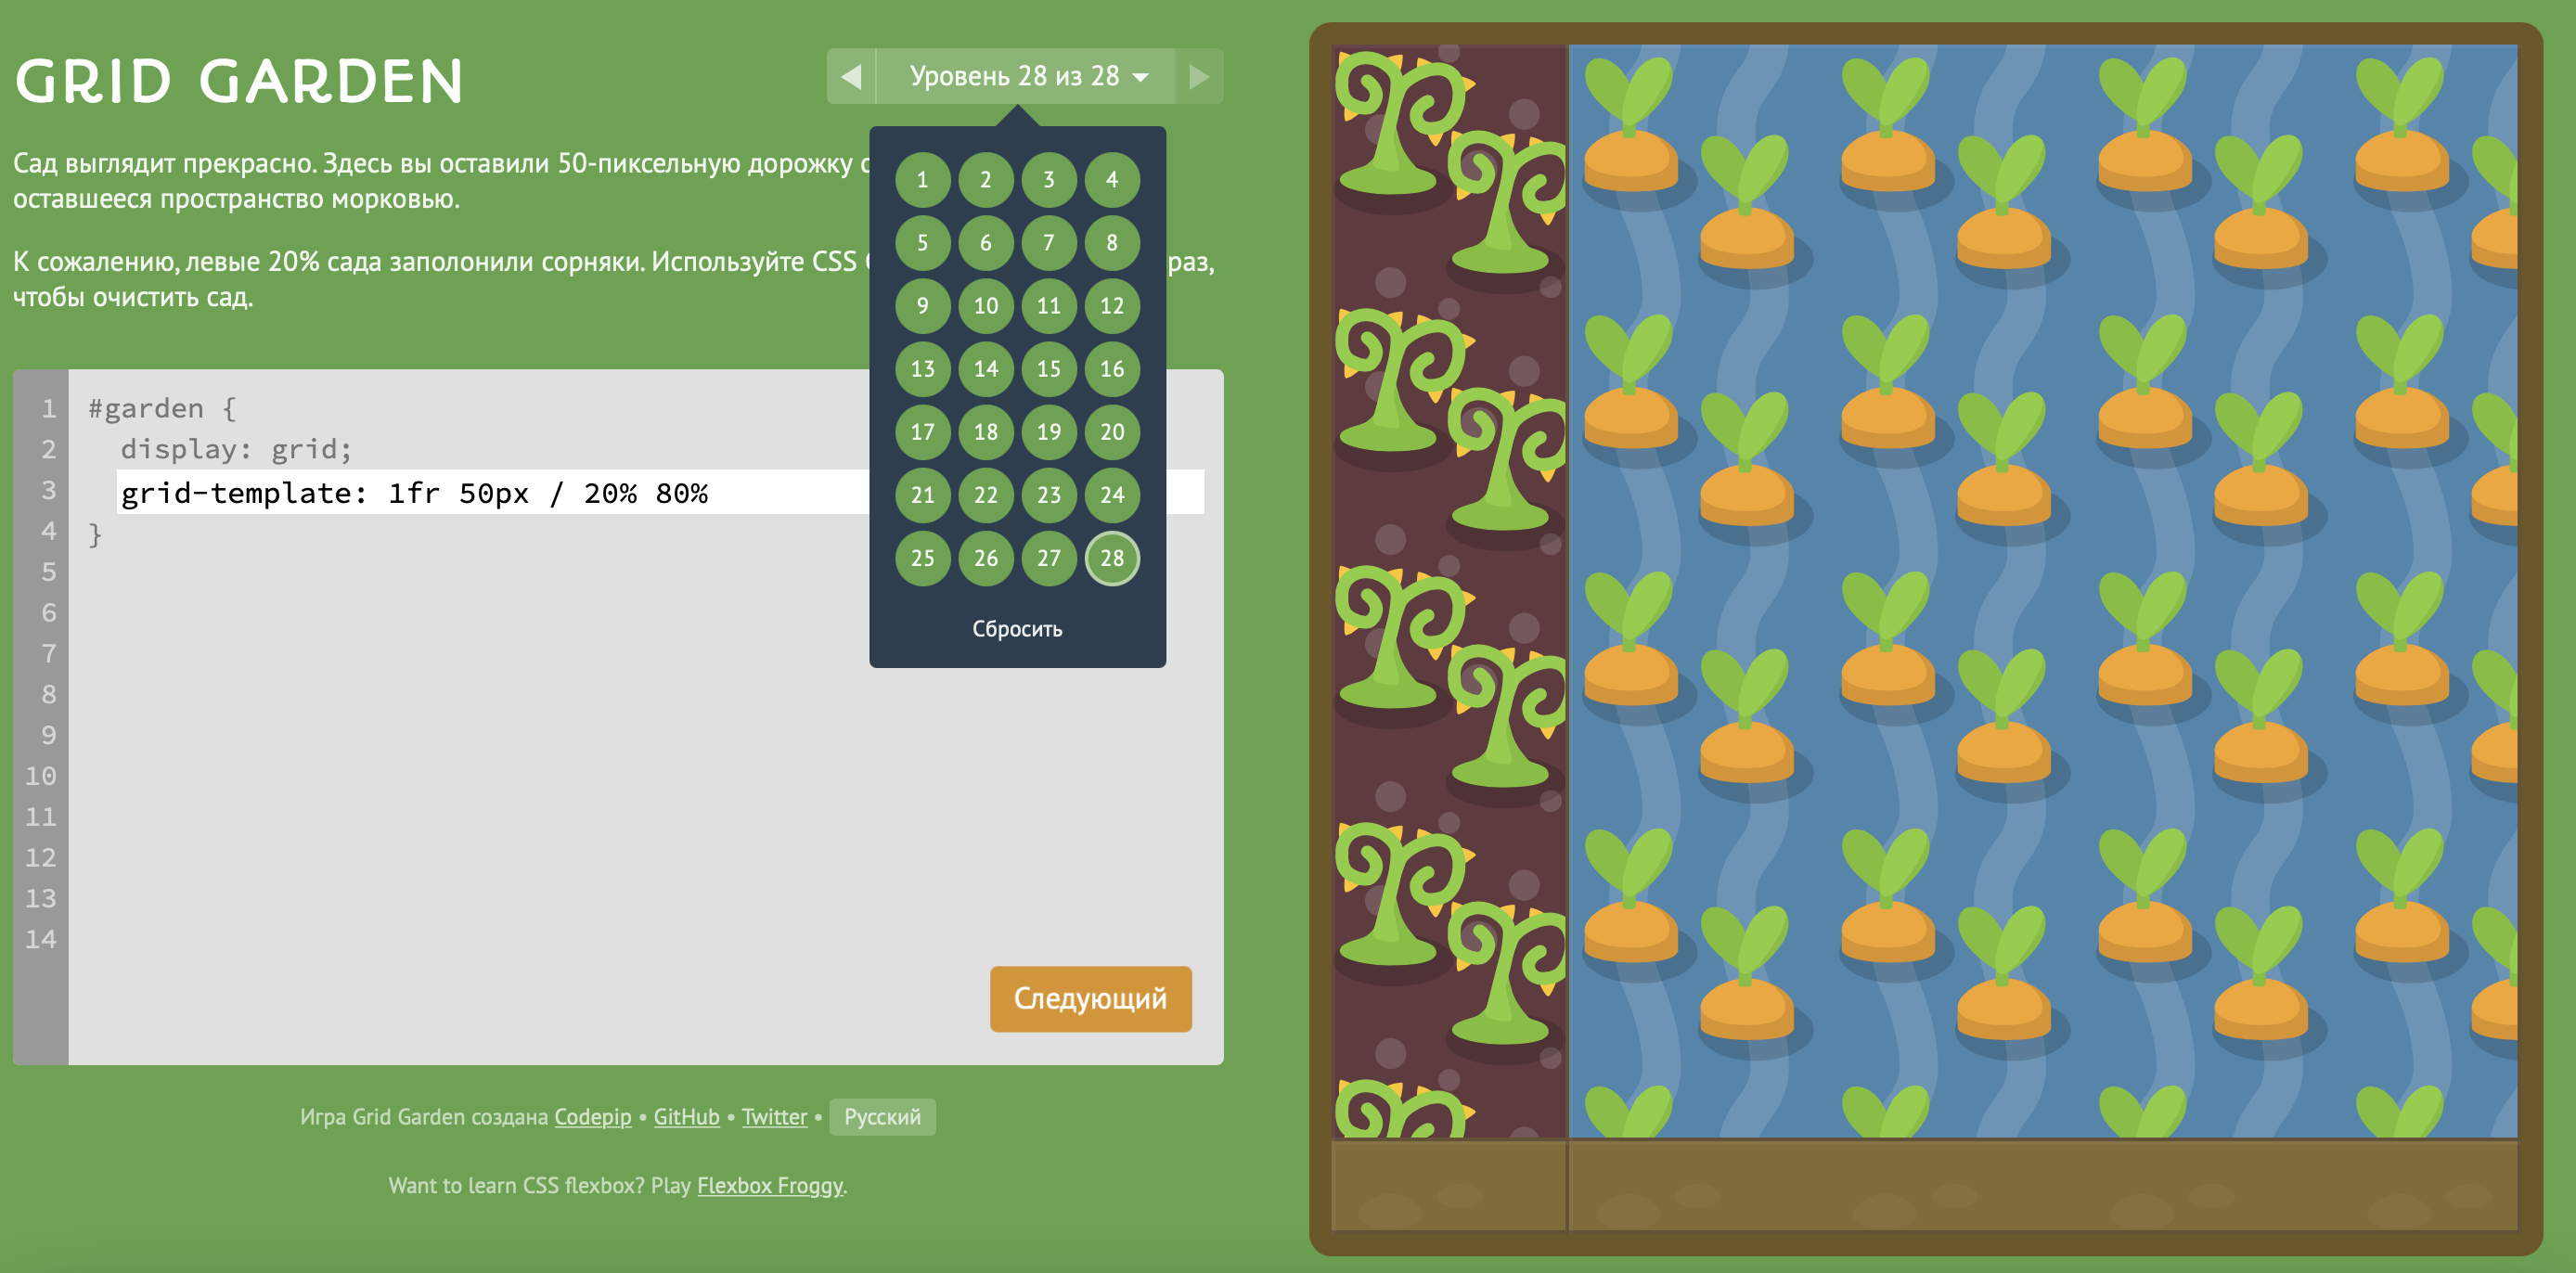 GRID GARDEN
Уровень 28 из 28
Сад выглядит прекрасно. Здесь вы оставили 50-пиксельную дорожку
оставшееся пространство морковью.
К сожалению, левые 20% сада заполонили сорняки. Используйте CSS раз,
чтобы очистить сад.
1 2 3 4
5 6 7 8
9 10 11 12
13 14 15 16
17 18 19 20
21 22 23 24
25 26 27 28
Сбросить
1 #garden {
2 display: grid;
3 grid-template: 1fr 50px / 20% 80%
4 }
5
6
7
8
9
10
11
12
13
14
Следующий
Игра Grid Garden создана Codepip • GitHub • Twitter • Русский
Want to learn CSS flexbox? Play Flexbox Froggy.